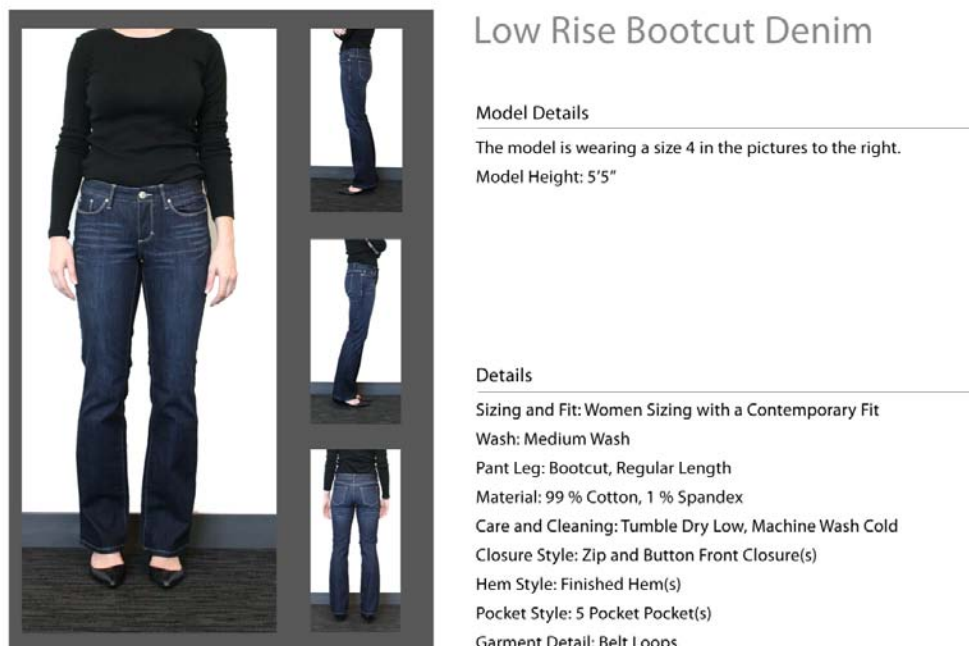 Low Rise Bootcut Denim
Model Details
The model is wearing a size 4 in the pictures to the right.
Model Height: 5'5"
Details
Sizing and Fit: Women Sizing with a Contemporary Fit
Wash: Medium Wash
Pant Leg: Bootcut, Regular Length
Material: 99 % Cotton, 1 % Spandex
Care and Cleaning: Tumble Dry Low, Machine Wash Cold
Closure Style: Zip and Button Front Closure(s)
Hem Style: Finished Hem(s)
Pocket Style: 5 Pocket Pocket(s)
Garment Detail: Belt Loops